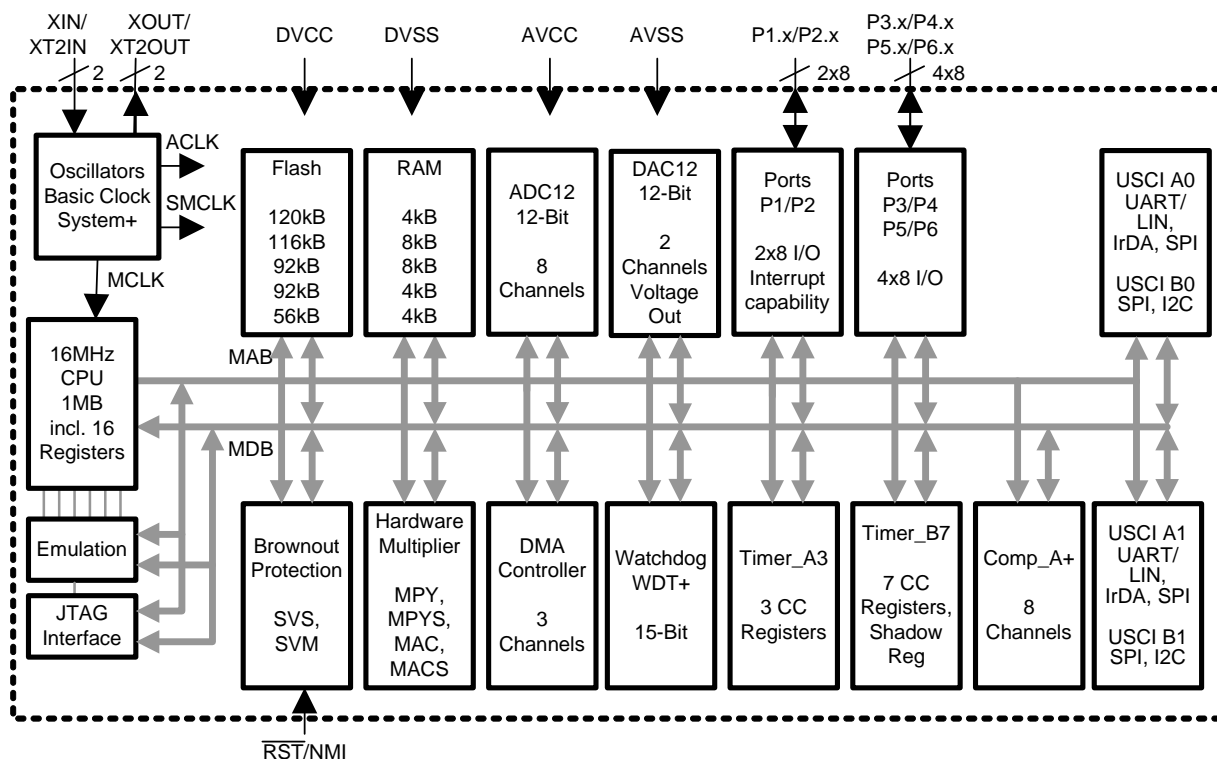 XIN/
XT2IN
XOUT/
XT2OUT
DVCC
DVSS
AVCC
AVSS
P1.x/P2.x
P3.x/P4.x
P5.x/P6.x
2
2
2x8
4x8
Oscillators
Basic Clock
System+
ACLK
SMCLK
MCLK
Flash
120kB
116kB
92kB
92kB
56kB
RAM
4kB
8kB
8kB
4kB
4kB
ADC12
12-Bit
8
Channels
DAC12
12-Bit
2
Channels
Voltage
Out
Ports
P1/P2
2x8 I/O
Interrupt
capability
Ports
P3/P4
P5/P6
4x8 I/O
USCI A0
UART/
LIN,
IrDA, SPI
USCI B0
SPI, I2C
16MHz
CPU
1MB
incl. 16
Registers
MAB
MDB
Emulation
JTAG
Interface
Brownout
Protection
SVS,
SVM
Hardware
Multiplier
MPY,
MPYS,
MAC,
MACS
DMA
Controller
3
Channels
Watchdog
WDT+
15-Bit
Timer_A3
3 CC
Registers
Timer_B7
7 CC
Registers,
Shadow
Reg
Comp_A+
8
Channels
USCI A1
UART/
LIN,
IrDA, SPI
USCI B1
SPI, I2C
RST/NMI